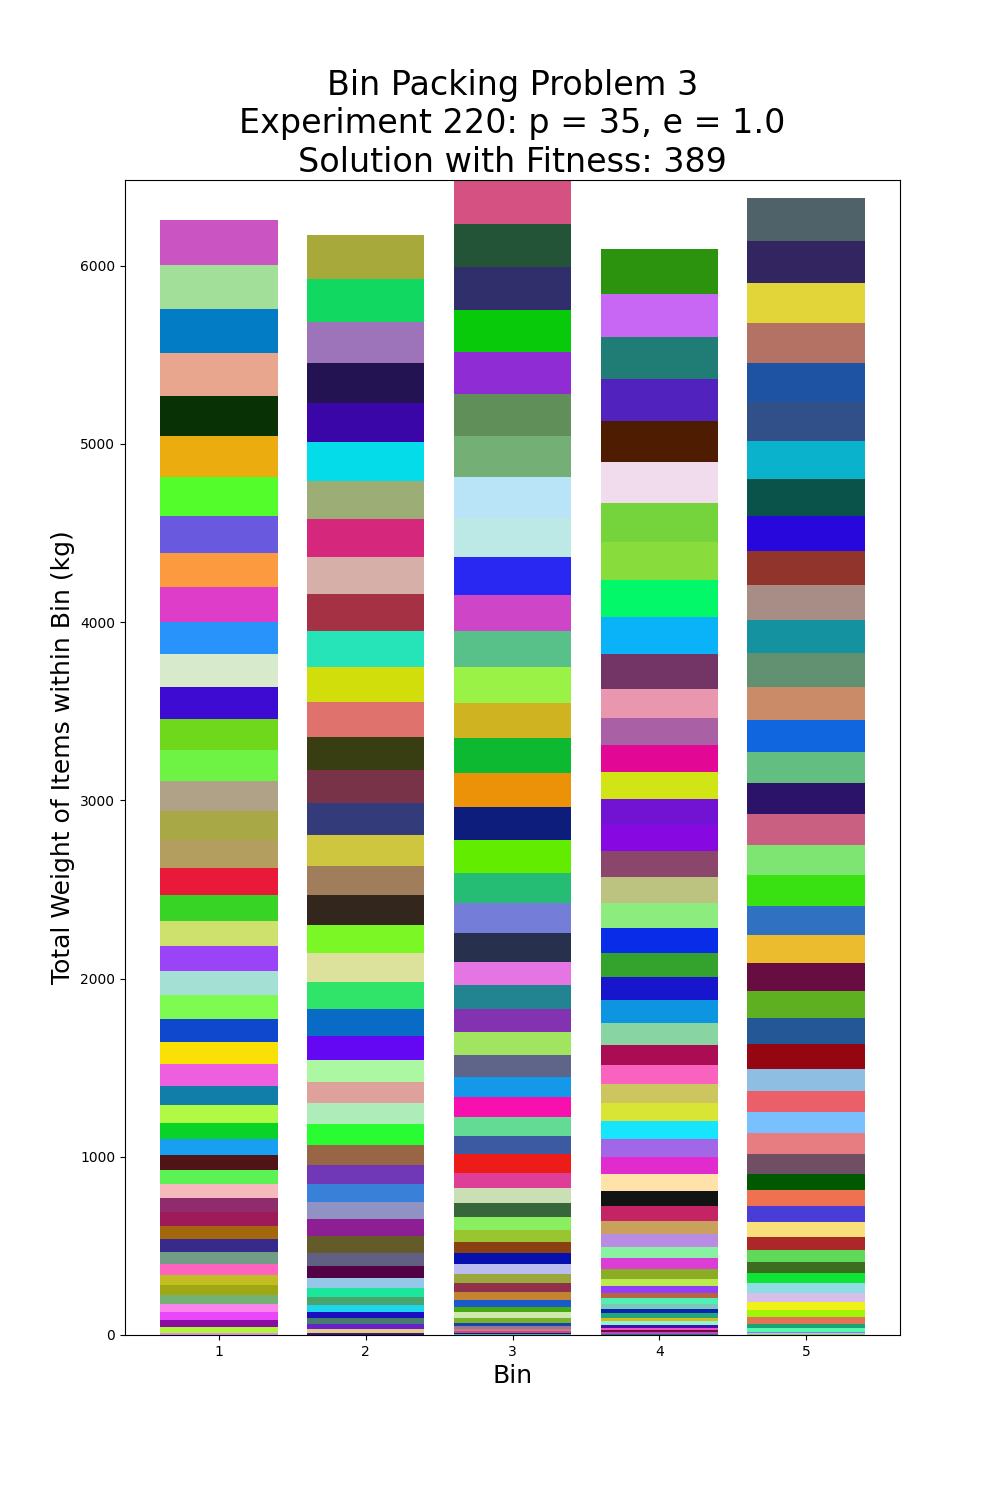 Bin Packing Problem 3
Experiment 220: p = 35, e = 1.0
Solution with Fitness: 389
Total Weight of Items within Bin (kg)
6000
5000
4000
3000
2000
1000
0
1 2 3 4 5
Bin